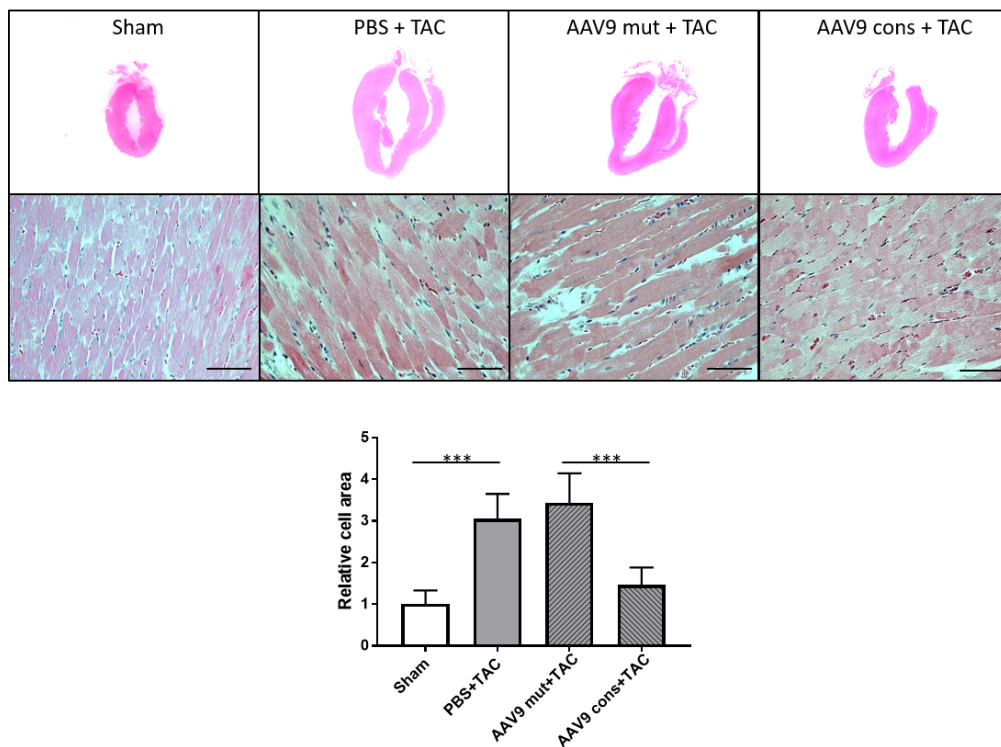 Sham
PBS + TAC
AAV9 mut + TAC
AAV9 cons + TAC
Relative cell area
5
4
3
2
1
0
***
***
Sham
PBS+TAC
AAV9 mut+TAC
AAV9 cons+TAC